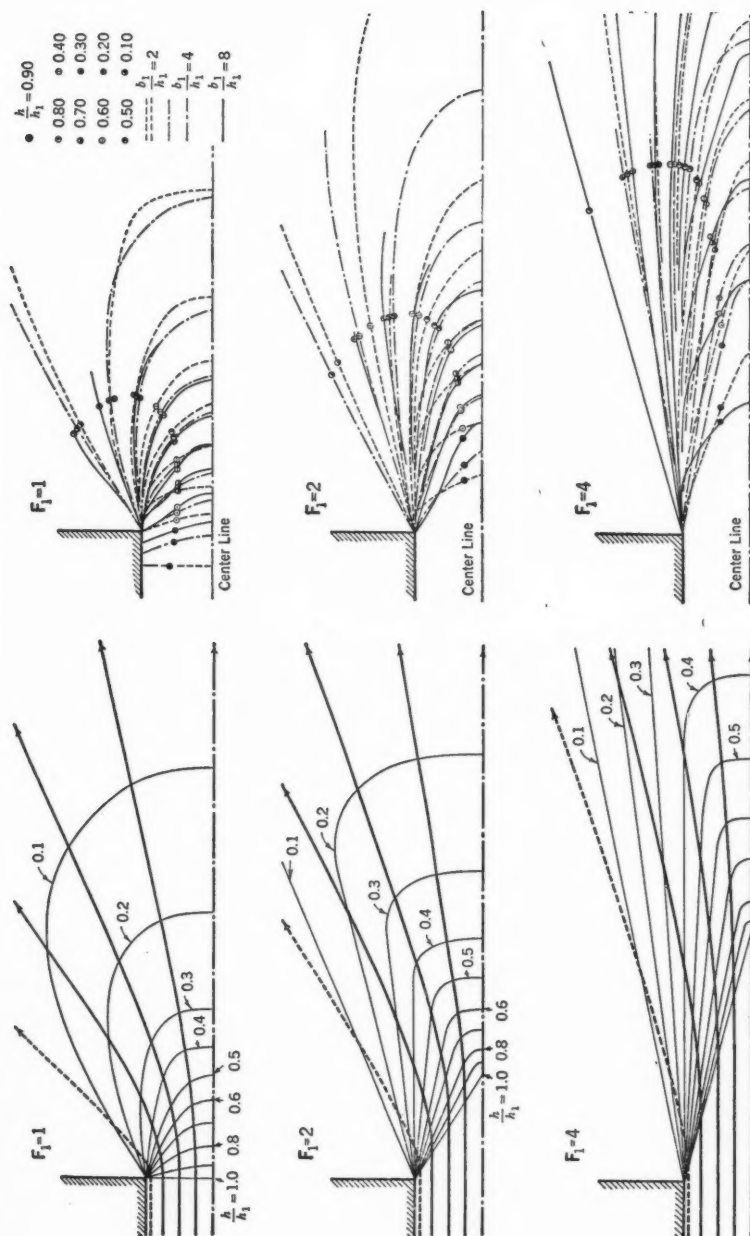 h/h₁=0.90
0.80 0.40
0.70 0.30
0.60 0.20
0.50 0.10
b₁/h₁=2
b₁/h₁=4
b₁/h₁=8
F₁=1
Center Line
F₂=2
Center Line
F₁=4
Center Line
F₁=1
0.1
0.2
0.3
0.4
0.5
0.6
0.8
h/h₁=1.0
F₁=2
0.1
0.2
0.3
0.4
0.5
0.6
0.8
h/h₁=1.0
F₁=4
0.1
0.2
0.3
0.4
0.5